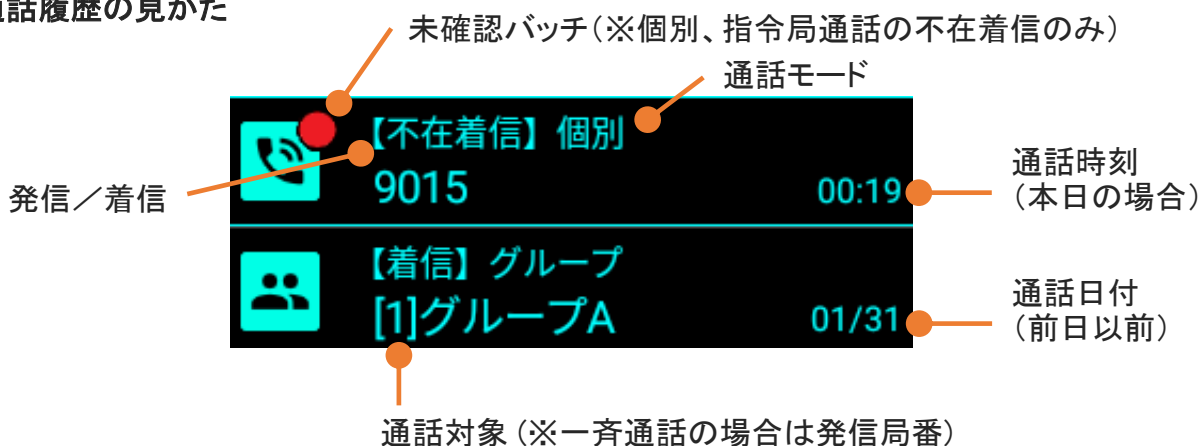 通話履歴の見かた
未確認バッチ(※個別、指令局通話の不在着信のみ)
通話モード
【不在着信】個別
9015
00:19
発信／着信
通話時刻
(本日の場合)
【着信】グループ
[1]グループA
01/31
通話日付
(前日以前)
通話対象(※一斉通話の場合は発信局番)